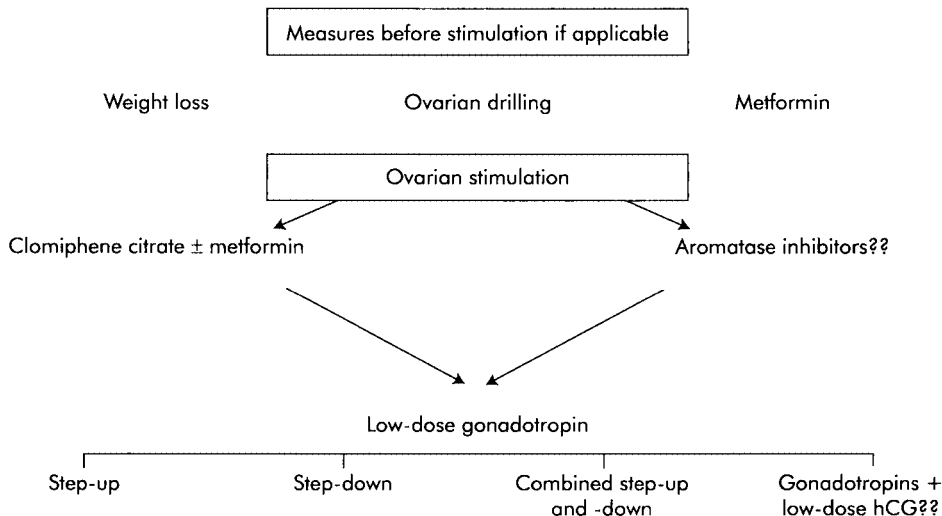 Measures before stimulation if applicable
Weight loss
Ovarian drilling
Metformin
Ovarian stimulation
Clomiphene citrate ± metformin
Aromatase inhibitors??
Low-dose gonadotropin
Step-up
Step-down
Combined step-up
and -down
Gonadotropins +
low-dose hCG??